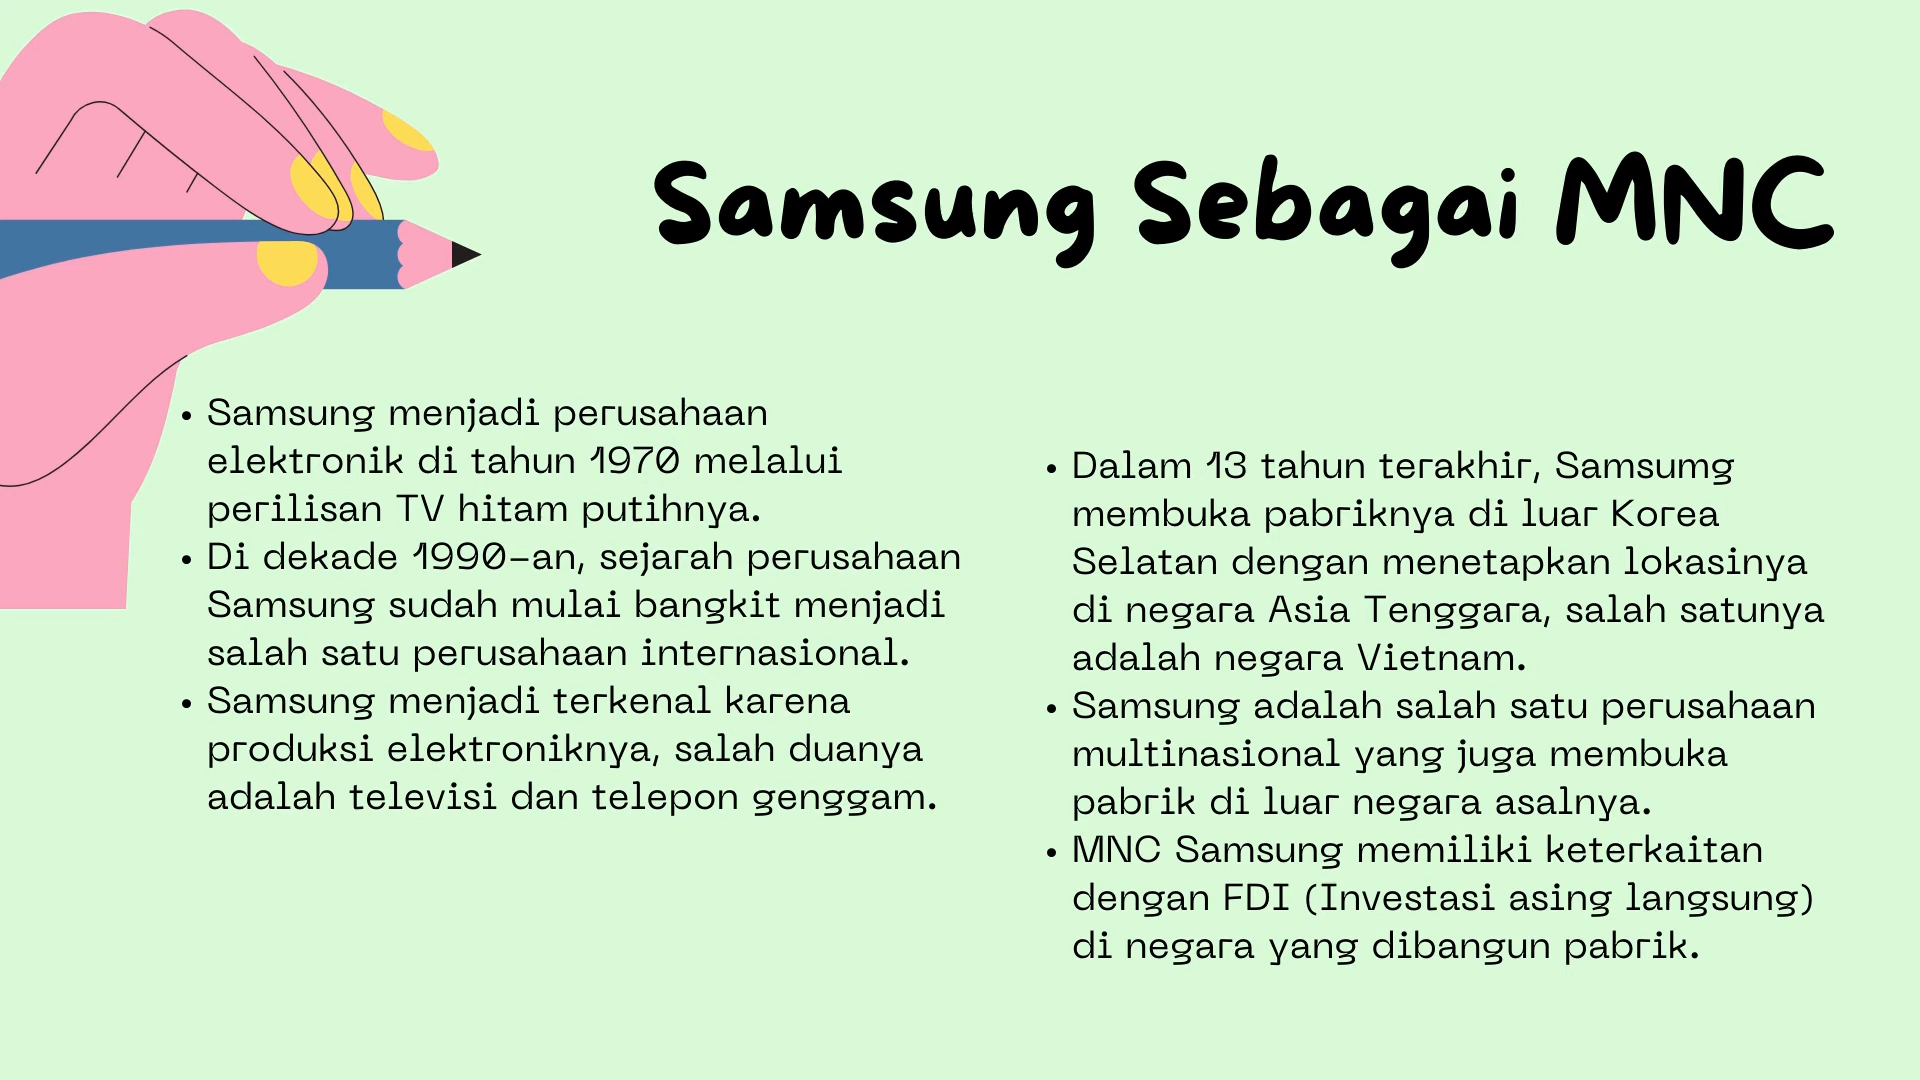 Samsung Sebagai MNC
• Samsung menjadi perusahaan
elektronik di tahun 1970 melalui
perilisan TV hitam putihnya.
• Di dekade 1990-an, sejarah perusahaan
Samsung sudah mulai bangkit menjadi
salah satu perusahaan internasional.
• Samsung menjadi terkenal karena
produksi elektroniknya, salah duanya
adalah televisi dan telepon genggam.
• Dalam 13 tahun terakhir, Samsumg
membuka pabriknya di luar Korea
Selatan dengan menetapkan lokasinya
di negara Asia Tenggara, salah satunya
adalah negara Vietnam.
• Samsung adalah salah satu perusahaan
multinasional yang juga membuka
pabrik di luar negara asalnya.
• MNC Samsung memiliki keterkaitan
dengan FDI (Investasi asing langsung)
di negara yang dibangun pabrik.